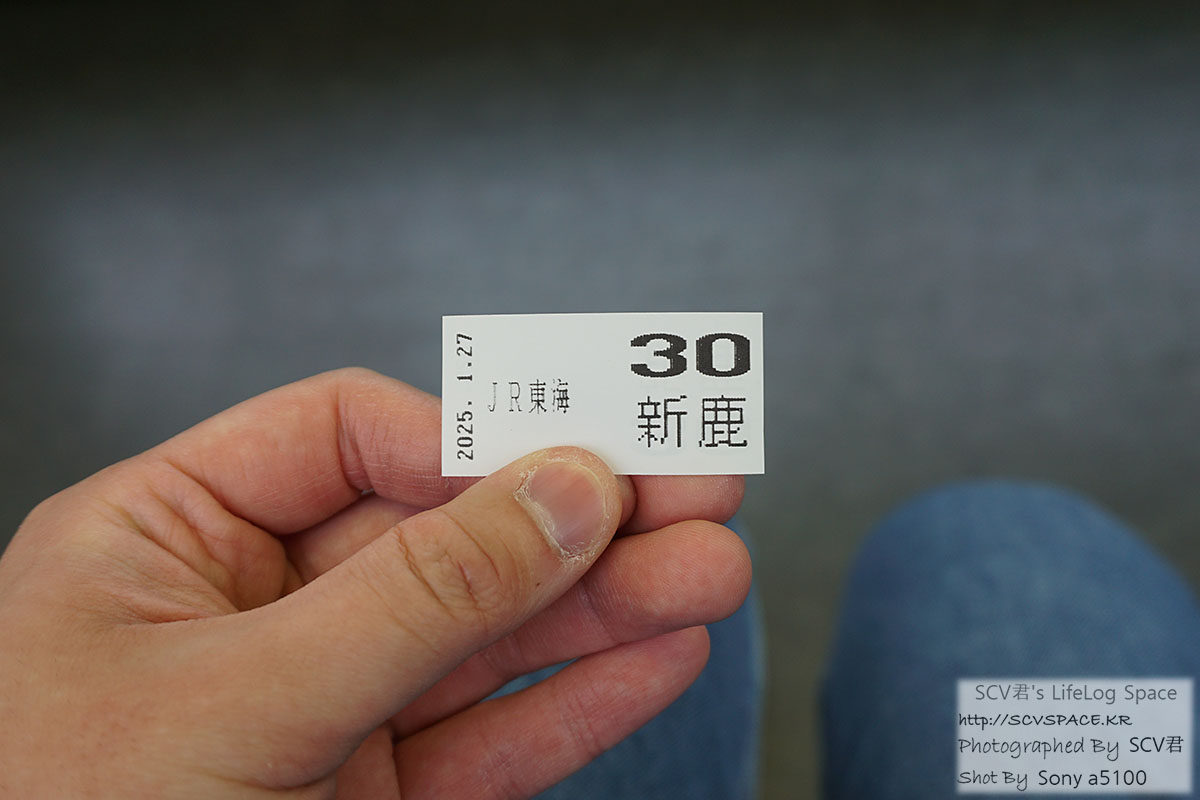 2025. 1.27
JR東海
30
新鹿
SCV君's LifeLog Space
http://SCVSPACE.KR
Photographed By SCV君
Shot By Sony a5100